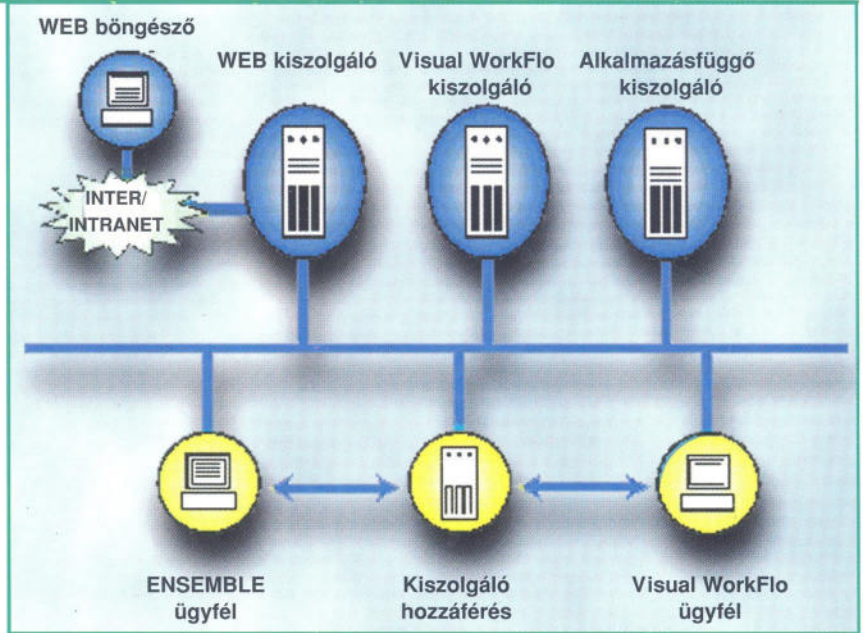 WEB böngésző
WEB kiszolgáló
Visual WorkFlo
kiszolgáló
Alkalmazásfüggő
kiszolgáló
INTER/
INTRANET
ENSEMBLE
ügyfél
Kiszolgáló
hozzáférés
Visual WorkFlo
ügyfél